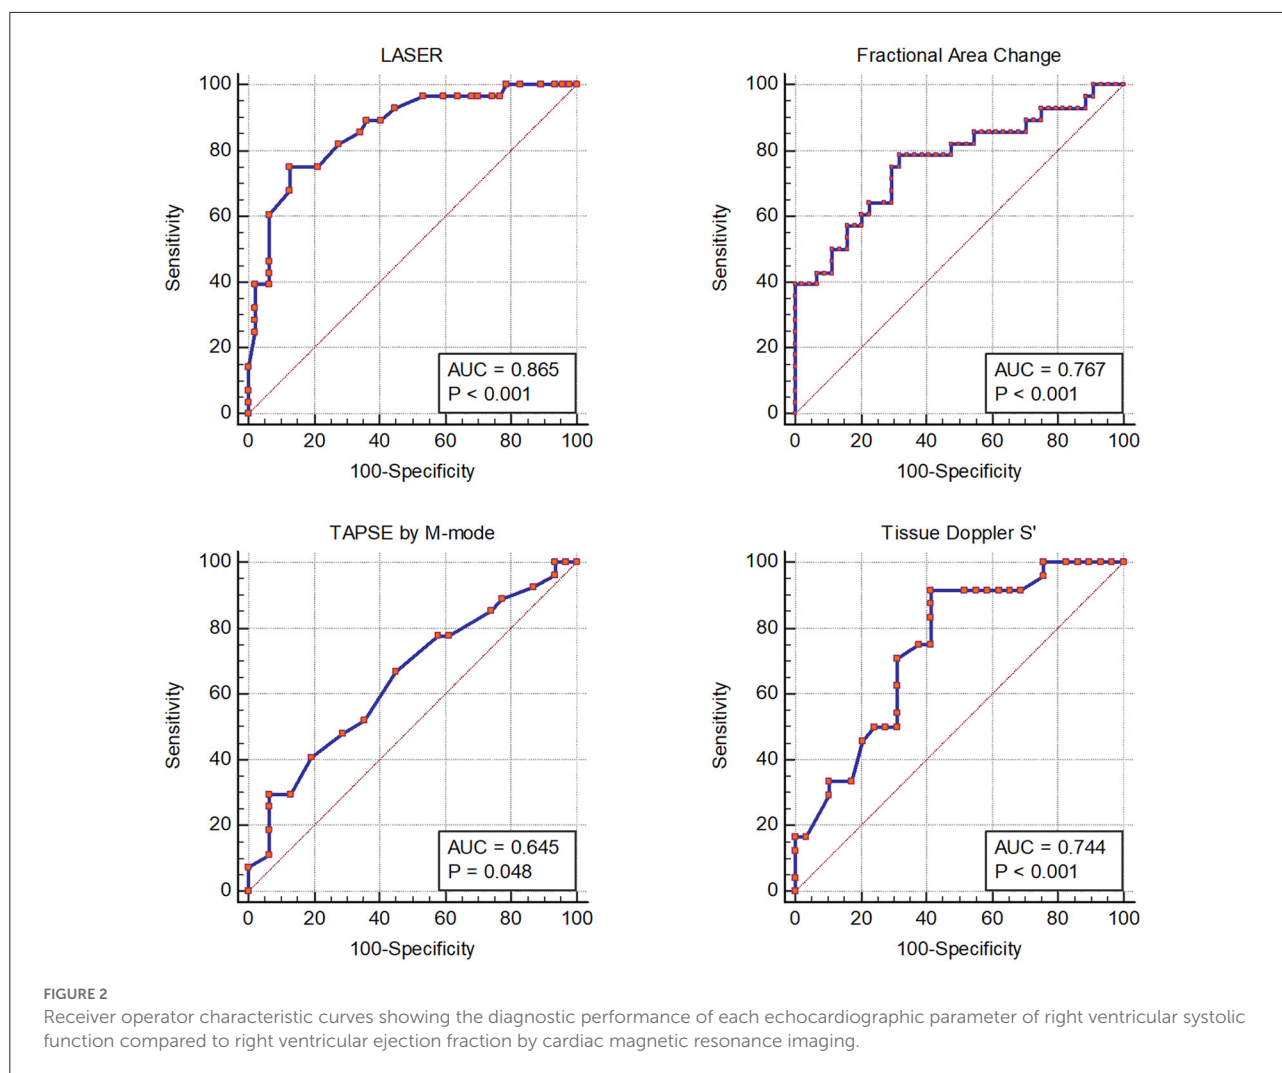 LASER
100
80
60
40
20
0
Sensitivity
AUC = 0.865
P < 0.001
0 20 40 60 80 100
100-Specificity
Fractional Area Change
100
80
60
40
20
0
Sensitivity
AUC = 0.767
P < 0.001
0 20 40 60 80 100
100-Specificity
TAPSE by M-mode
100
80
60
40
20
0
Sensitivity
AUC = 0.645
P = 0.048
0 20 40 60 80 100
100-Specificity
Tissue Doppler S'
100
80
60
40
20
0
Sensitivity
AUC = 0.744
P < 0.001
0 20 40 60 80 100
100-Specificity
FIGURE 2
Receiver operator characteristic curves showing the diagnostic performance of each echocardiographic parameter of right ventricular systolic
function compared to right ventricular ejection fraction by cardiac magnetic resonance imaging.